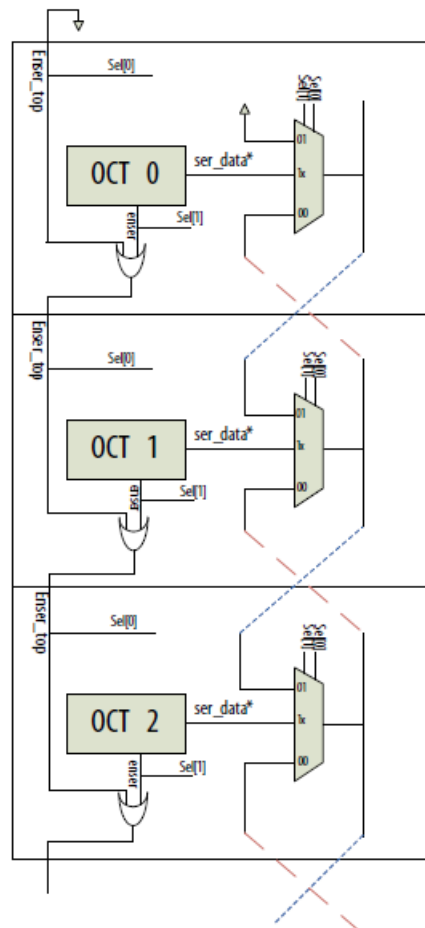 Enser_top
Sel[0]
Sel[1]
Sel[0]
01
OCT 0
ser_data*
1x
00
enser
Sel[1]
Enser_top
Sel[0]
Sel[1]
Sel[0]
01
OCT 1
ser_data*
1x
00
enser
Sel[1]
Enser_top
Sel[0]
Sel[1]
Sel[0]
01
OCT 2
ser_data*
1x
00
enser
Sel[1]